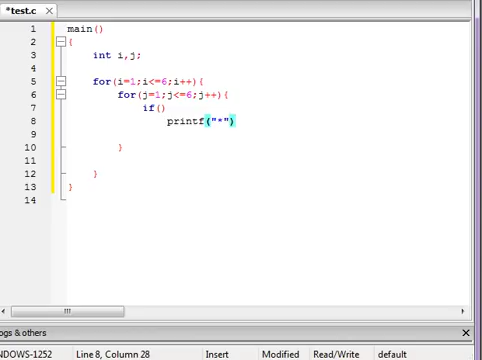 *test.c
1 main()
2 {
3 int i,j;
4
5 for(i=1;i<=6;i++){
6 for(j=1;j<=6;j++){
7 if()
8 printf("*")
9
10 }
11
12 }
13 }
14
ogs & others
NDOWS-1252 Line 8, Column 28 Insert Modified Read/Write default